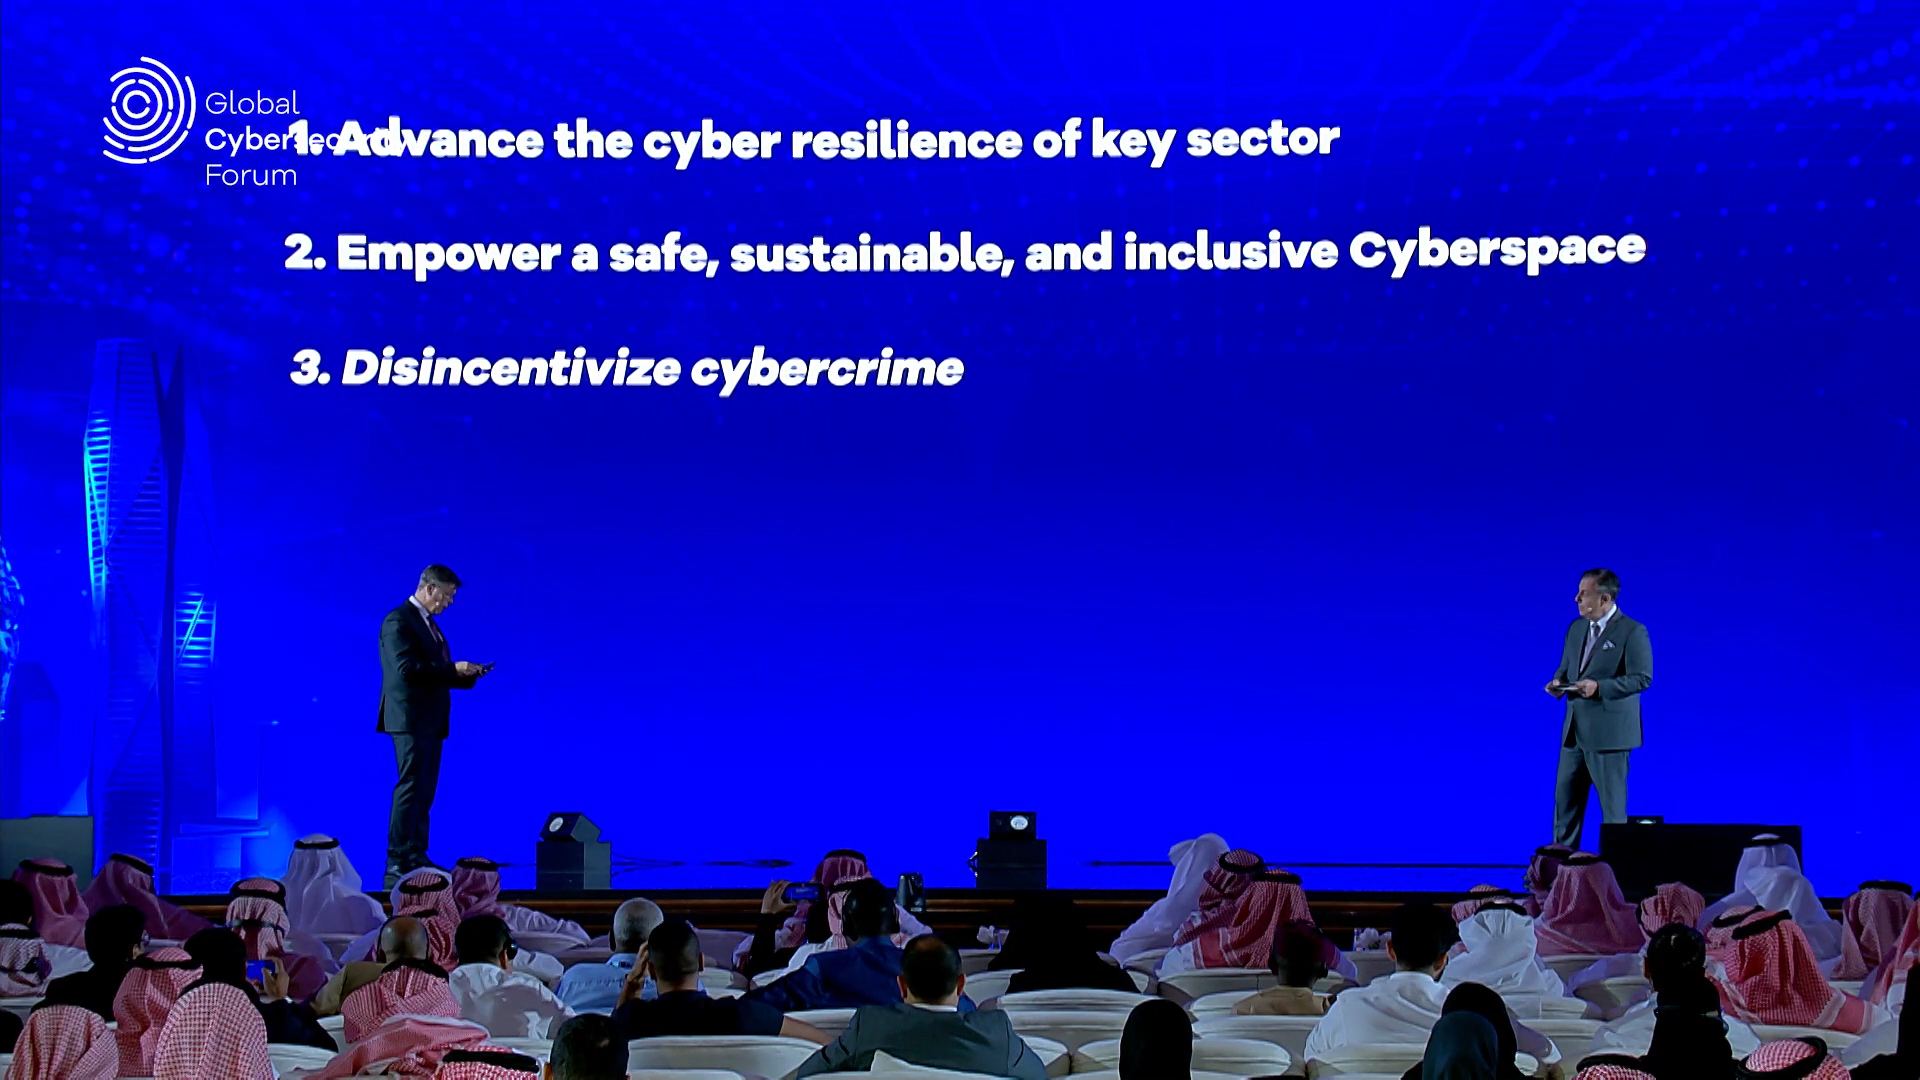 Global
Cybersecurity
Forum
1. Advance the cyber resilience of key sector
2. Empower a safe, sustainable, and inclusive Cyberspace
3. Disincentivize cybercrime